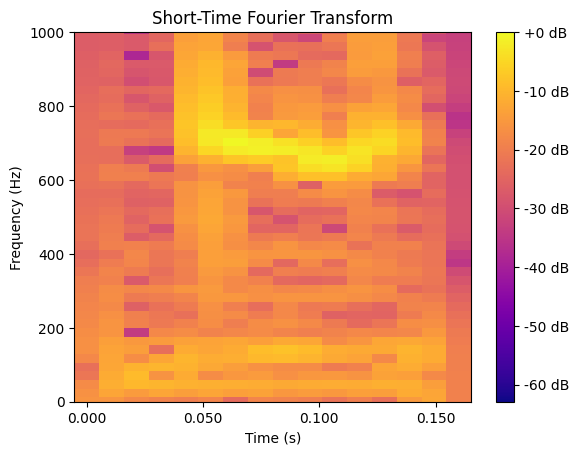 Short-Time Fourier Transform
1000
800
600
400
200
0
Frequency (Hz)
0.000
0.050
0.100
0.150
Time (s)
+0 dB
-10 dB
-20 dB
-30 dB
-40 dB
-50 dB
-60 dB